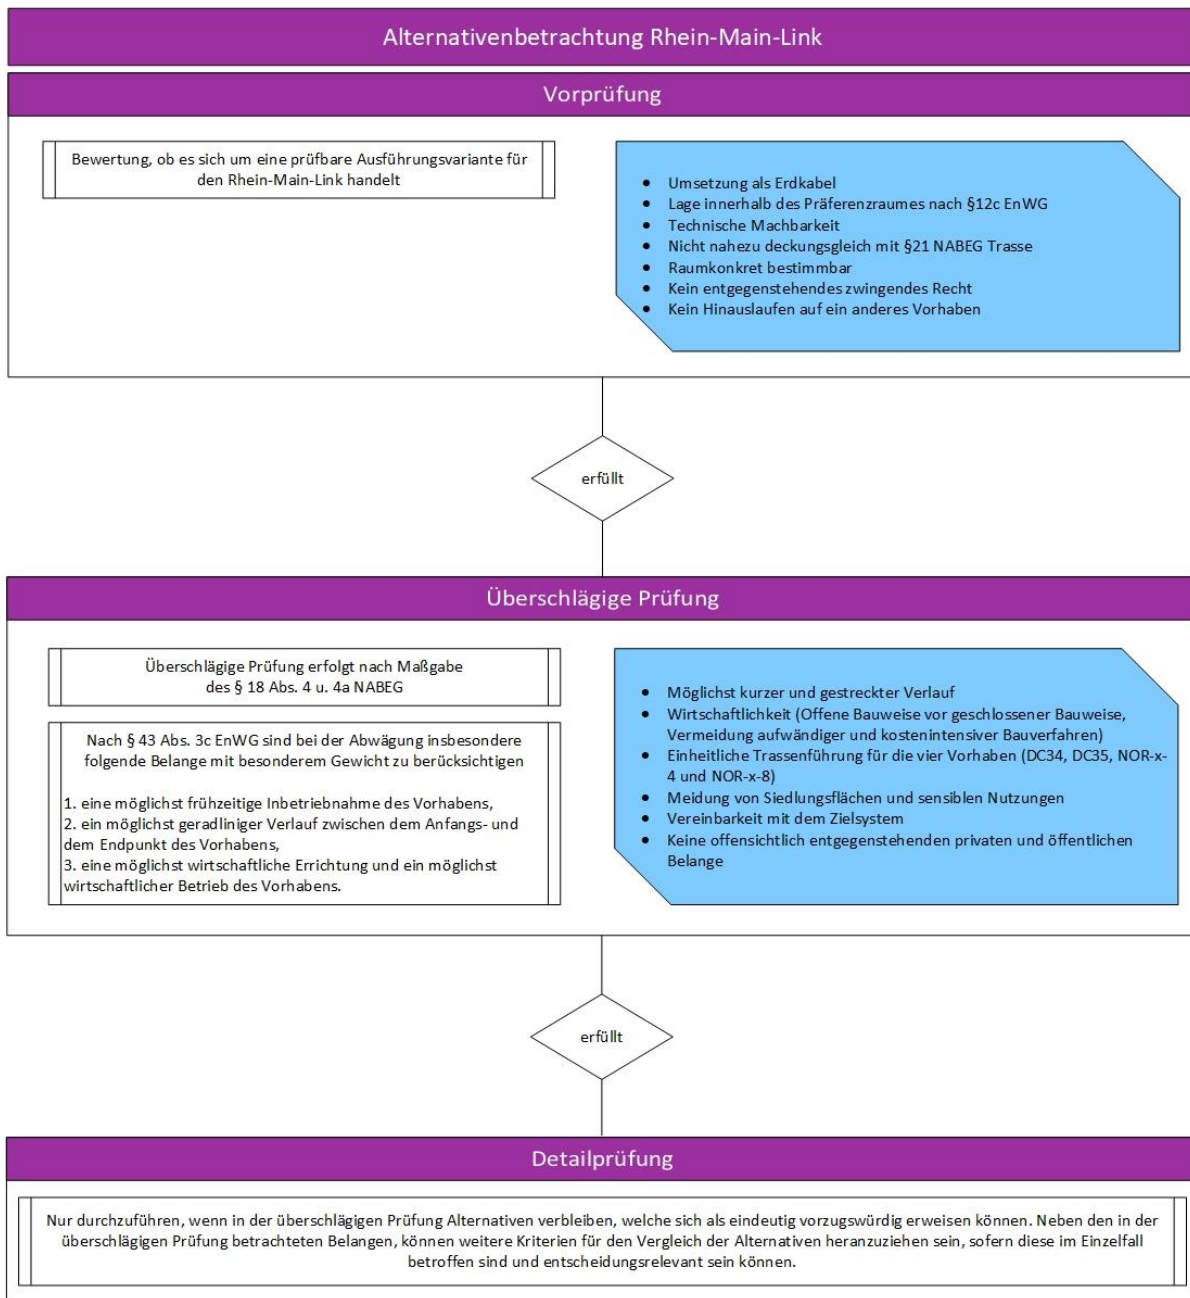 Alternativenbetrachtung Rhein-Main-Link
Vorprüfung
Bewertung, ob es sich um eine prüfbare Ausführungsvariante für
den Rhein-Main-Link handelt
• Umsetzung als Erdkabel
• Lage innerhalb des Präferenzraumes nach §12c EnWG
• Technische Machbarkeit
• Nicht nahezu deckungsgleich mit §21 NABEG Trasse
• Raumkonkret bestimmbar
• Kein entgegenstehendes zwingendes Recht
• Kein Hinauslaufen auf ein anderes Vorhaben
erfüllt
Überschlägige Prüfung
Überschlägige Prüfung erfolgt nach Maßgabe
des § 18 Abs. 4 u. 4a NABEG
Nach § 43 Abs. 3c EnWG sind bei der Abwägung insbesondere
folgende Belange mit besonderem Gewicht zu berücksichtigen
1. eine möglichst frühzeitige Inbetriebnahme des Vorhabens,
2. ein möglichst geradliniger Verlauf zwischen dem Anfangs- und
dem Endpunkt des Vorhabens,
3. eine möglichst wirtschaftliche Errichtung und ein möglichst
wirtschaftlicher Betrieb des Vorhabens.
• Möglichst kurzer und gestreckter Verlauf
• Wirtschaftlichkeit (Offene Bauweise vor geschlossener Bauweise,
Vermeidung aufwändiger und kostenintensiver Bauverfahren)
• Einheitliche Trassenführung für die vier Vorhaben (DC34, DC35, NOR-x-
4 und NOR-x-8)
• Meidung von Siedlungsflächen und sensiblen Nutzungen
• Vereinbarkeit mit dem Zielsystem
• Keine offensichtlich entgegenstehenden privaten und öffentlichen
Belange
erfüllt
Detailprüfung
Nur durchzuführen, wenn in der überschlägigen Prüfung Alternativen verbleiben, welche sich als eindeutig vorzugswürdig erweisen können. Neben den in der
überschlägigen Prüfung betrachteten Belangen, können weitere Kriterien für den Vergleich der Alternativen heranzuziehen sein, sofern diese im Einzelfall
betroffen sind und entscheidungsrelevant sein können.